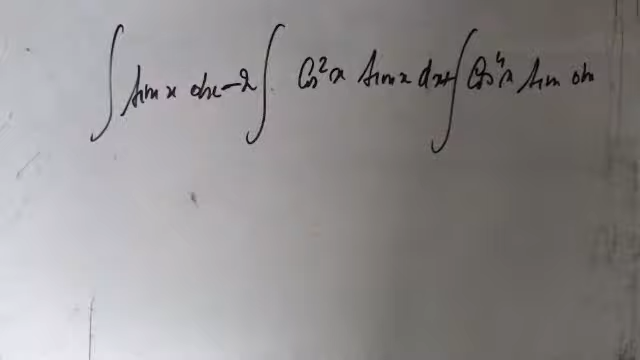 ∫ sin x dx - 2 ∫ Cos²x sin x dx + ∫ Cos⁴x sin dx